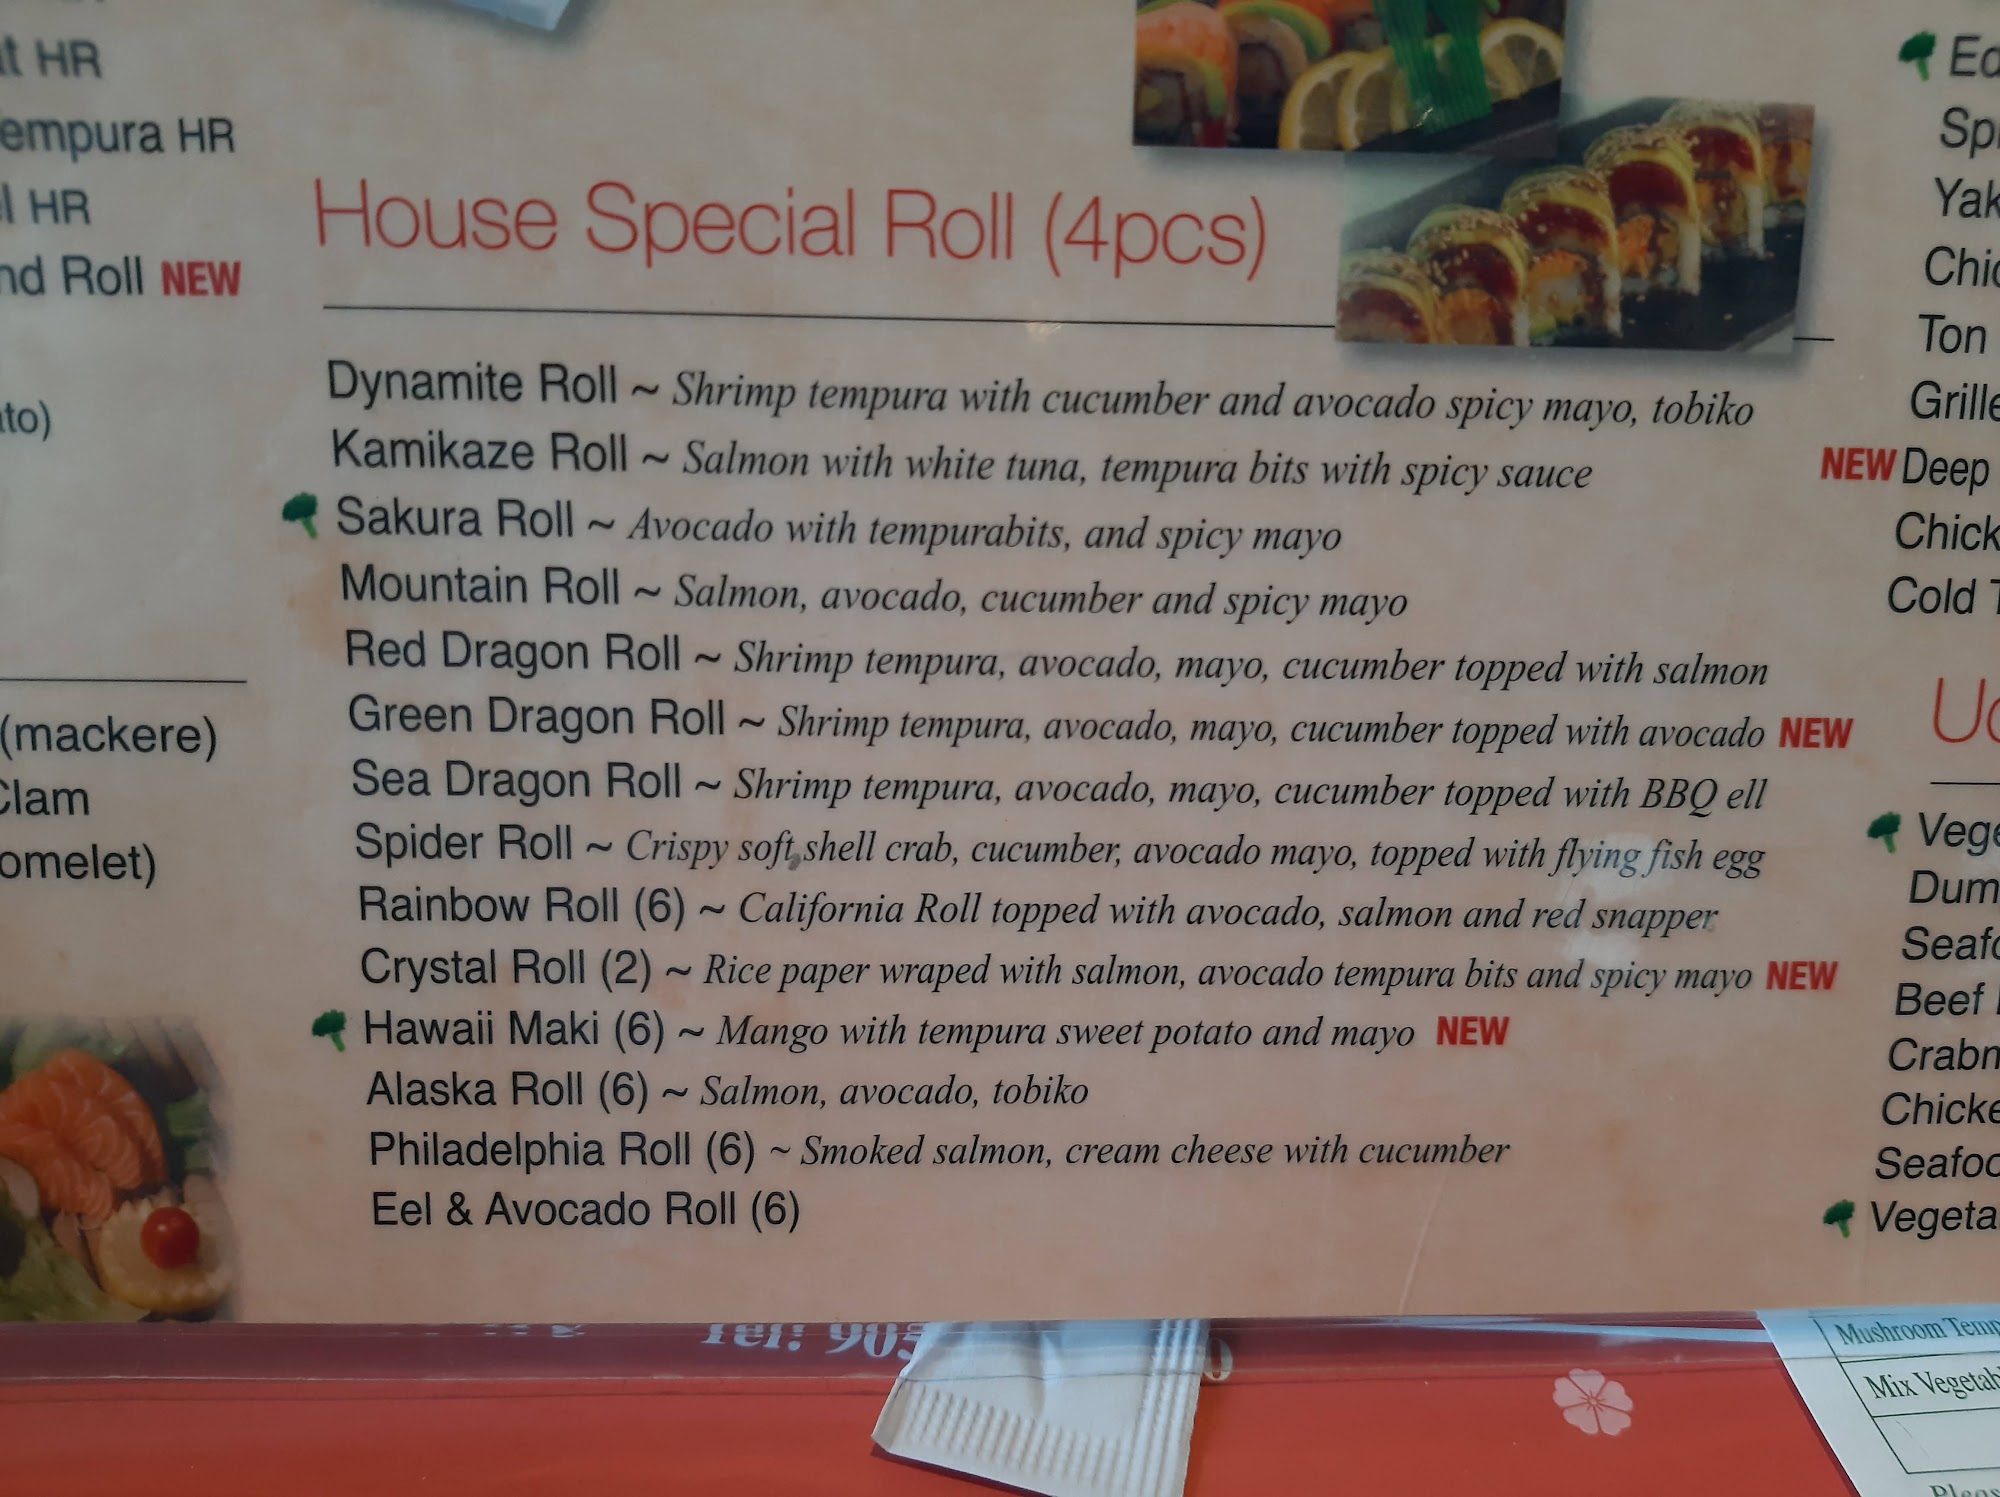 HR
empura HR
HR
nd Roll NEW
ato)
(mackere)
Clam
omelet)
House Special Roll (4pcs)
Dynamite Roll ~ Shrimp tempura with cucumber and avocado spicy mayo, tobiko
Kamikaze Roll ~ Salmon with white tuna, tempura bits with spicy sauce
Sakura Roll ~ Avocado with tempurabits, and spicy mayo
Mountain Roll ~ Salmon, avocado, cucumber and spicy mayo
Red Dragon Roll ~ Shrimp tempura, avocado, mayo, cucumber topped with salmon
Green Dragon Roll ~ Shrimp tempura, avocado, mayo, cucumber topped with avocado NEW
Sea Dragon Roll ~ Shrimp tempura, avocado, mayo, cucumber topped with BBQ ell
Spider Roll ~ Crispy soft shell crab, cucumber, avocado mayo, topped with flying fish egg
Rainbow Roll (6) ~ California Roll topped with avocado, salmon and red snapper
Crystal Roll (2) ~ Rice paper wraped with salmon, avocado tempura bits and spicy mayo NEW
Hawaii Maki (6) ~ Mango with tempura sweet potato and mayo NEW
Alaska Roll (6) ~ Salmon, avocado, tobiko
Philadelphia Roll (6) ~ Smoked salmon, cream cheese with cucumber
Eel & Avocado Roll (6)
Ed
Sp
Yak
Chic
Ton
Grille
NEW Deep
Chick
Cold T
Ud
Vege
Dum
Seafo
Beef
Crabm
Chicke
Seafoo
Vegeta
Tel: 905
0
Mushroom Temp
Mix Vegetab
Pleas